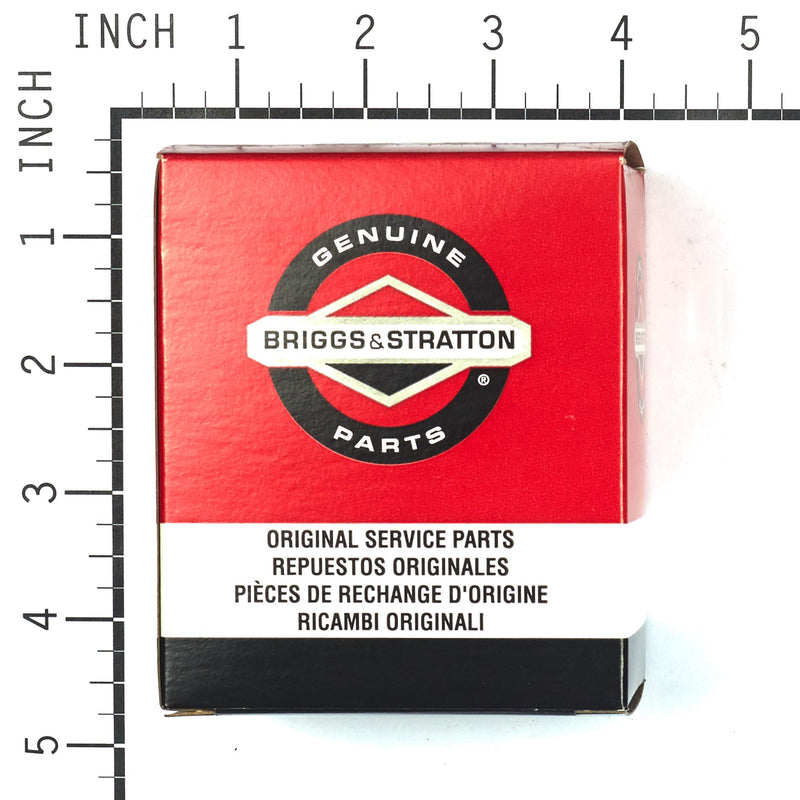 INCH 1 2 3 4 5
INCH
1
2
3
4
5
GENUINE
BRIGGS & STRATTON
®
PARTS
ORIGINAL SERVICE PARTS
REPUESTOS ORIGINALES
PIÈCES DE RECHANGE D'ORIGINE
RICAMBI ORIGINALI